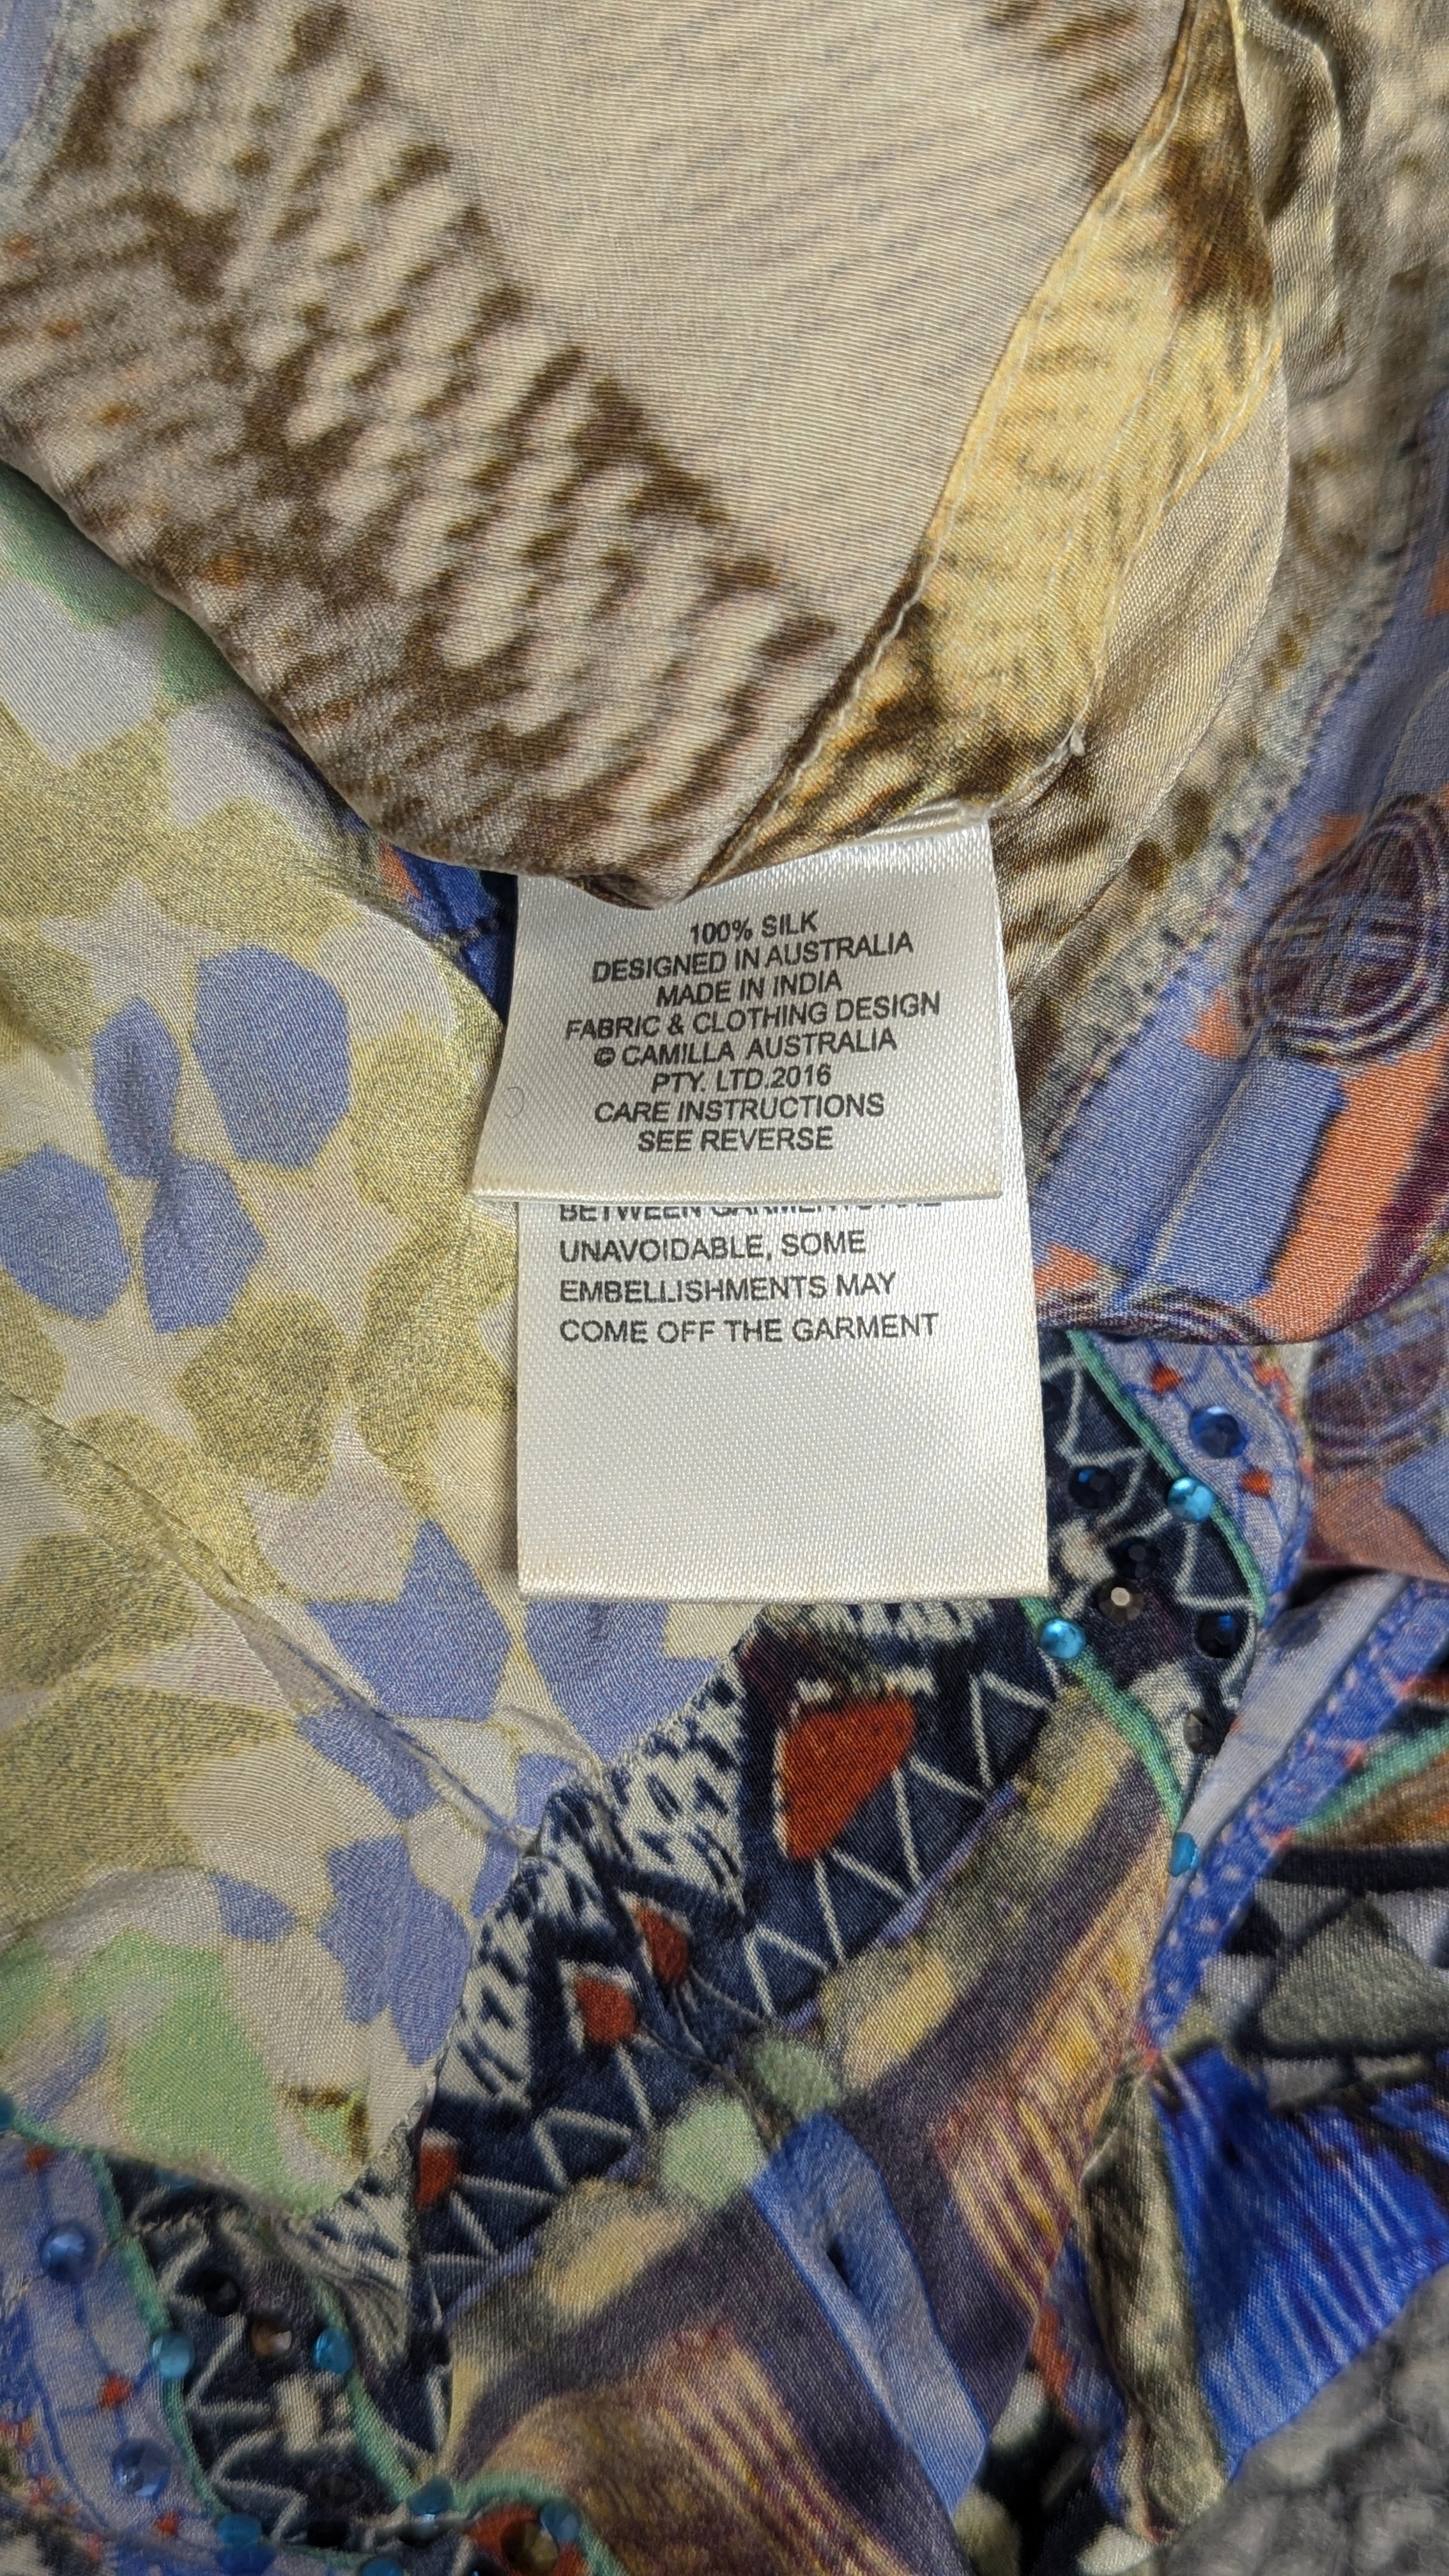 100% SILK
DESIGNED IN AUSTRALIA
MADE IN INDIA
FABRIC & CLOTHING DESIGN
© CAMILLA AUSTRALIA
PTY. LTD.2016
CARE INSTRUCTIONS
SEE REVERSE
BETWEEN
UNAVOIDABLE, SOME
EMBELLISHMENTS MAY
COME OFF THE GARMENT